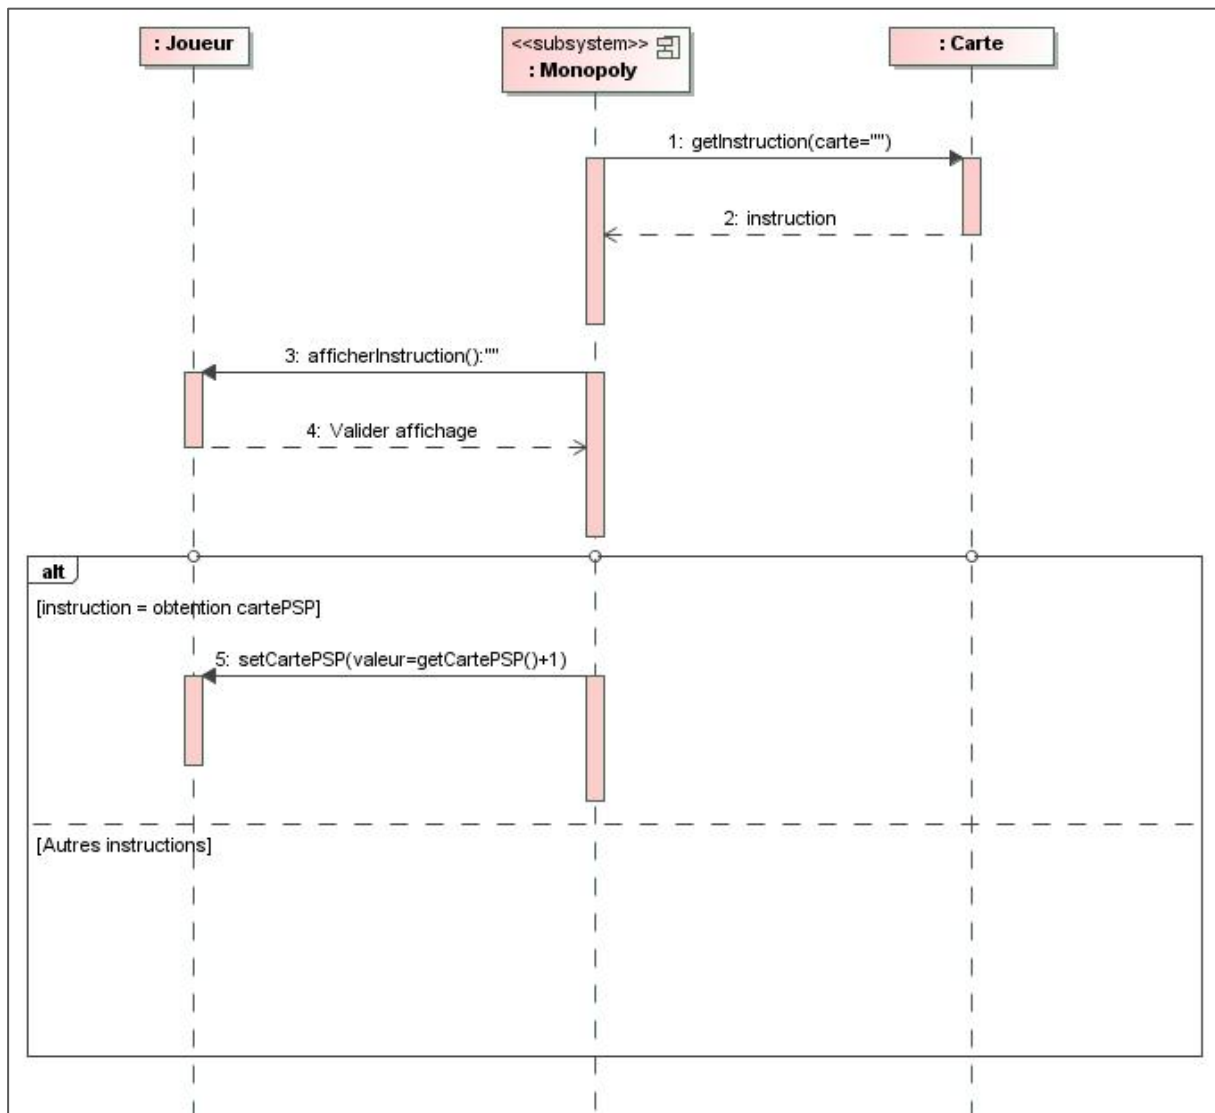 : Joueur
<<subsystem>>
: Monopoly
: Carte
1: getInstruction(carte="")
2: instruction
3: afficherInstruction():""
4: Valider affichage
alt
[instruction = obtention cartePSP]
5: setCartePSP(valeur=getCartePSP()+1)
[Autres instructions]